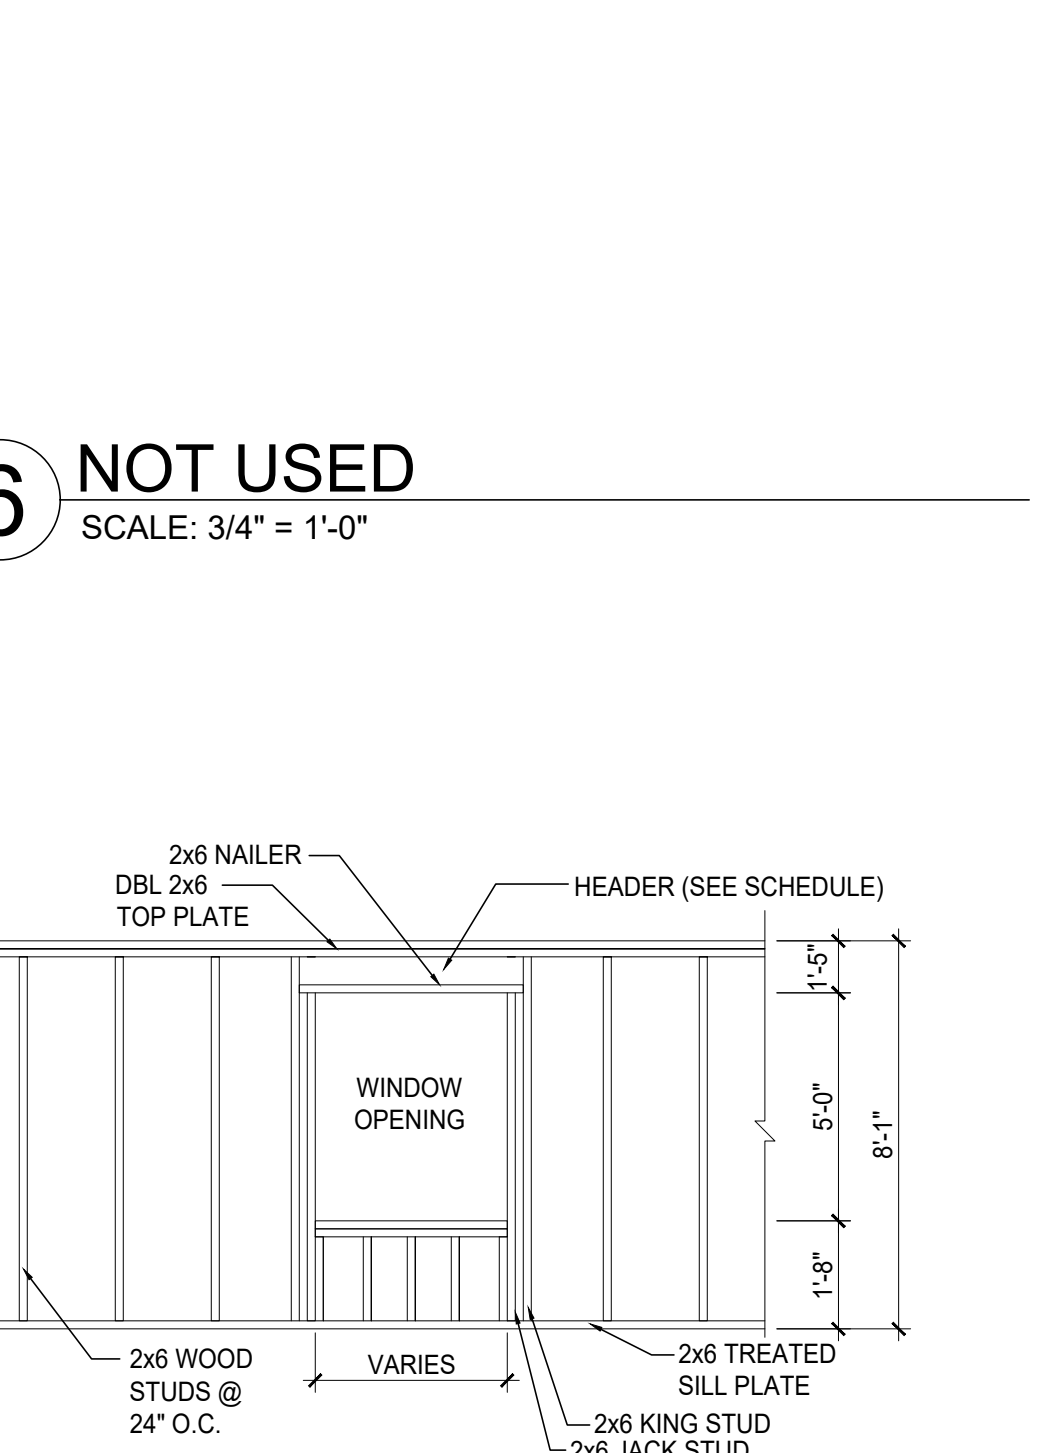 6
NOT USED
SCALE: 3/4" = 1'-0"
2x6 NAILER
DBL 2x6
TOP PLATE
HEADER (SEE SCHEDULE)
1'-5"
WINDOW
OPENING
5'-0"
8'-1"
1'-8"
2x6 WOOD
STUDS @
24" O.C.
VARIES
2x6 TREATED
SILL PLATE
2x6 KING STUD
2x6 JACK STUD